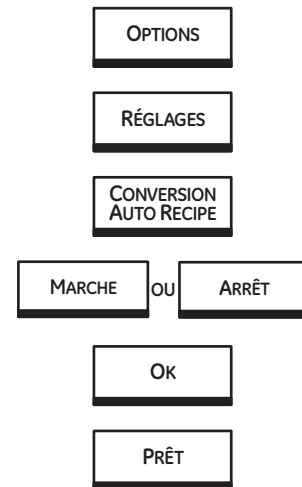 OPTIONS
RÉGLAGES
CONVERSION
AUTO RECIPE
MARCHE OU ARRÊT
OK
PRÊT